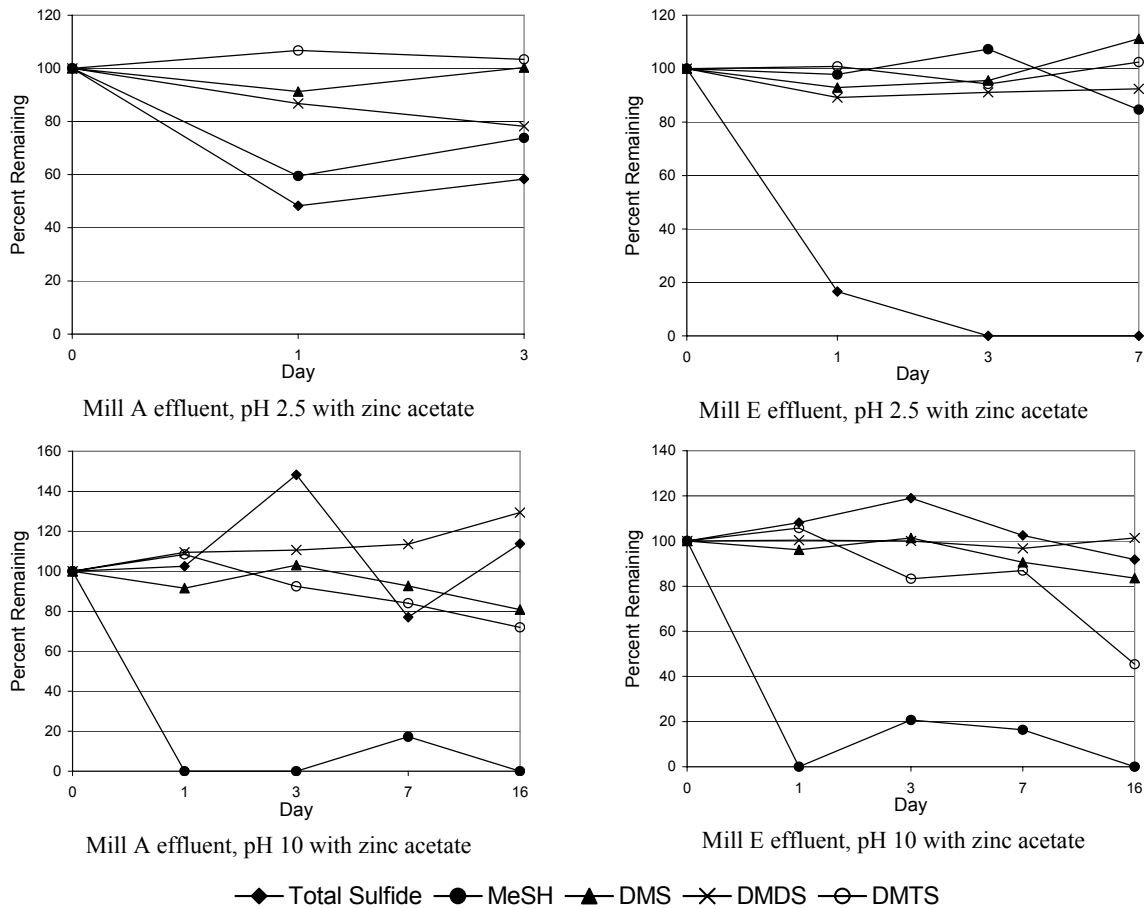 120
100
80
60
40
20
0
Percent Remaining
0 1 3
Day
Mill A effluent, pH 2.5 with zinc acetate
120
100
80
60
40
20
0
Percent Remaining
0 1 3 7
Day
Mill E effluent, pH 2.5 with zinc acetate
160
140
120
100
80
60
40
20
0
Percent Remaining
0 1 3 7 16
Day
Mill A effluent, pH 10 with zinc acetate
140
120
100
80
60
40
20
0
Percent Remaining
0 1 3 7 16
Day
Mill E effluent, pH 10 with zinc acetate
Total Sulfide MeSH DMS DMDS DMTS